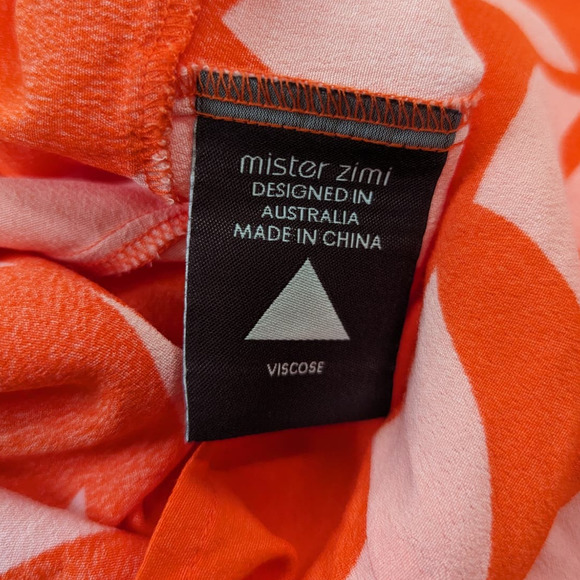 mister zimi
DESIGNED IN
AUSTRALIA
MADE IN CHINA
VISCOSE